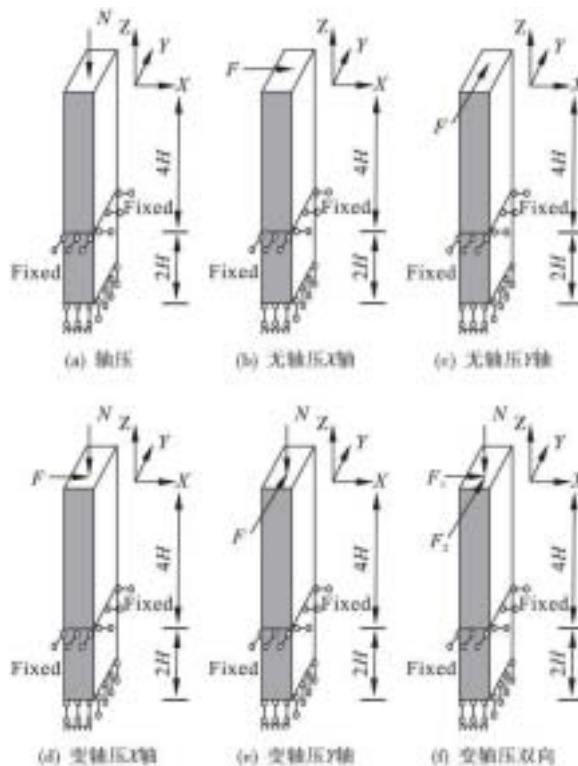 N Z Y
X
4H
Fixed
Fixed
2H
(a) 轴压
Z Y
F X
4H
Fixed
Fixed
2H
(b) 无轴压X轴
Z Y
X
F
4H
Fixed
Fixed
2H
(c) 无轴压Y轴
N Z Y
F X
4H
Fixed
Fixed
2H
(d) 变轴压X轴
N Z Y
X
F
4H
Fixed
Fixed
2H
(e) 变轴压Y轴
N Z Y
F₁ X
F₂
4H
Fixed
Fixed
2H
(f) 变轴压双向